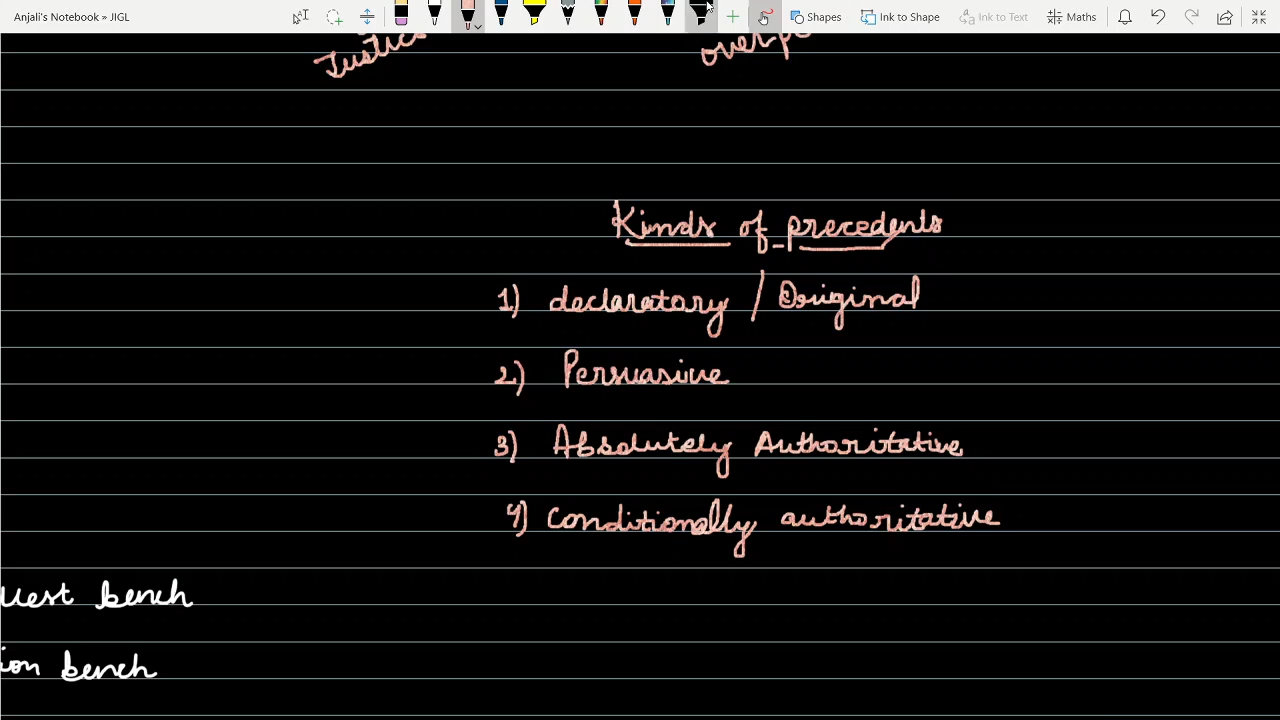 Anjali's Notebook » JIGL
Shapes Ink to Shape Ink to Text Maths
Justice
Kinds of precedents
1) declaratory / Original
2) Persuasive
3) Absolutely Authoritative
4) conditionally authoritative
bench
bench